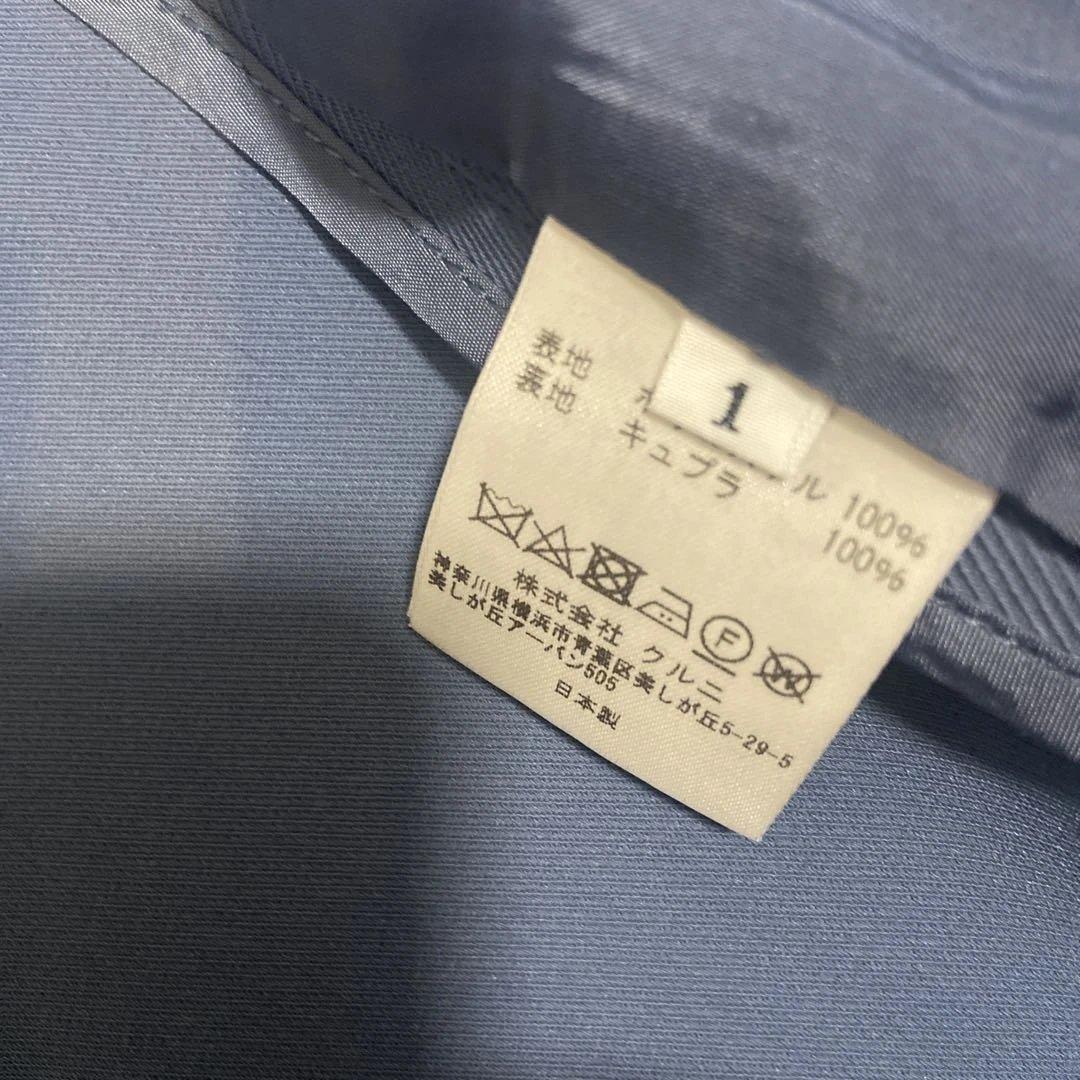 1
表地 ポ ル 100%
裏地 キュプラ 100%
F
W
株式会社 クルニ
神奈川県横浜市青葉区美しが丘5-29-5
美しが丘アーバン505
日本製